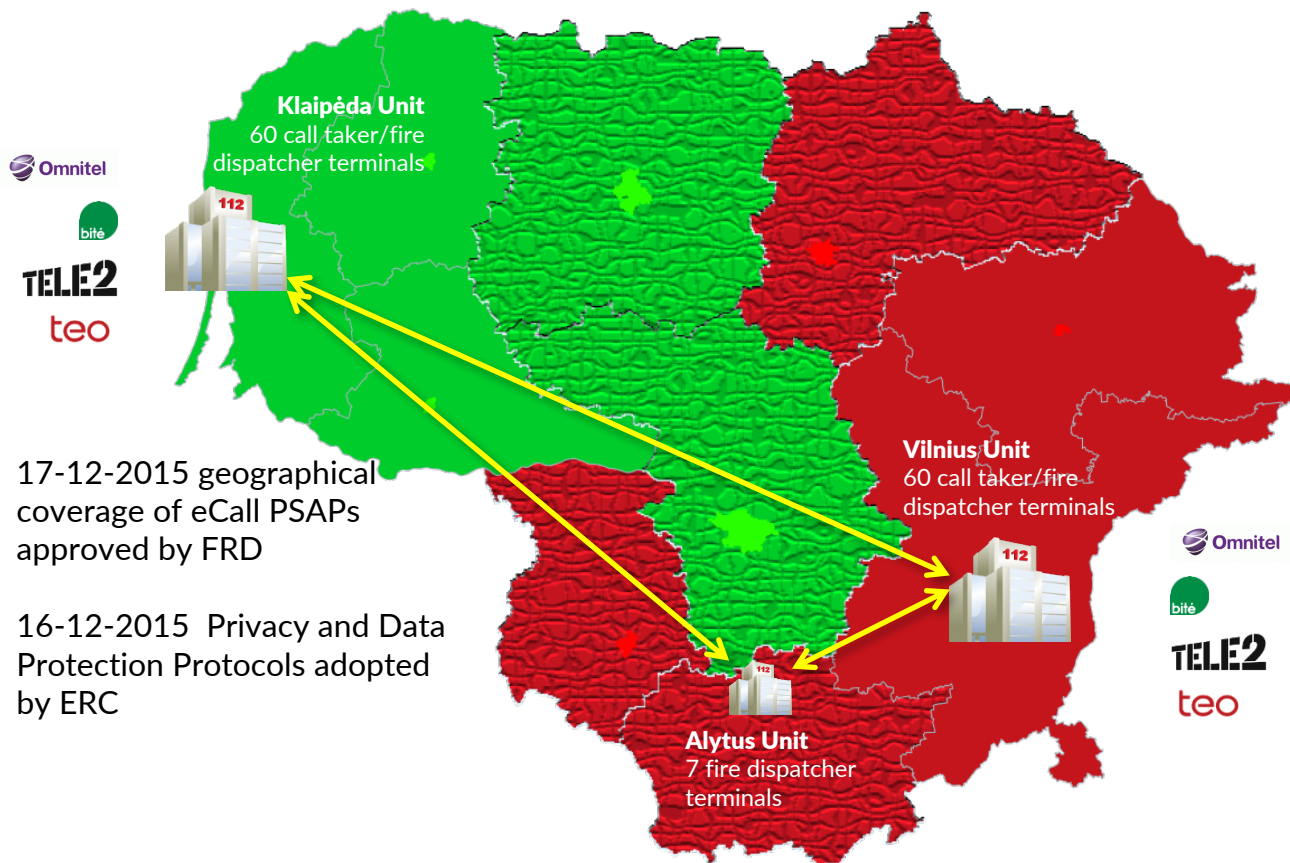 Klaipėda Unit
60 call taker/fire
dispatcher terminals
Omnitel
bitė
TELE2
teo
112
17-12-2015 geographical
coverage of eCall PSAPs
approved by FRD
16-12-2015 Privacy and Data
Protection Protocols adopted
by ERC
Vilnius Unit
60 call taker/fire
dispatcher terminals
112
Omnitel
bitė
TELE2
teo
112
Alytus Unit
7 fire dispatcher
terminals